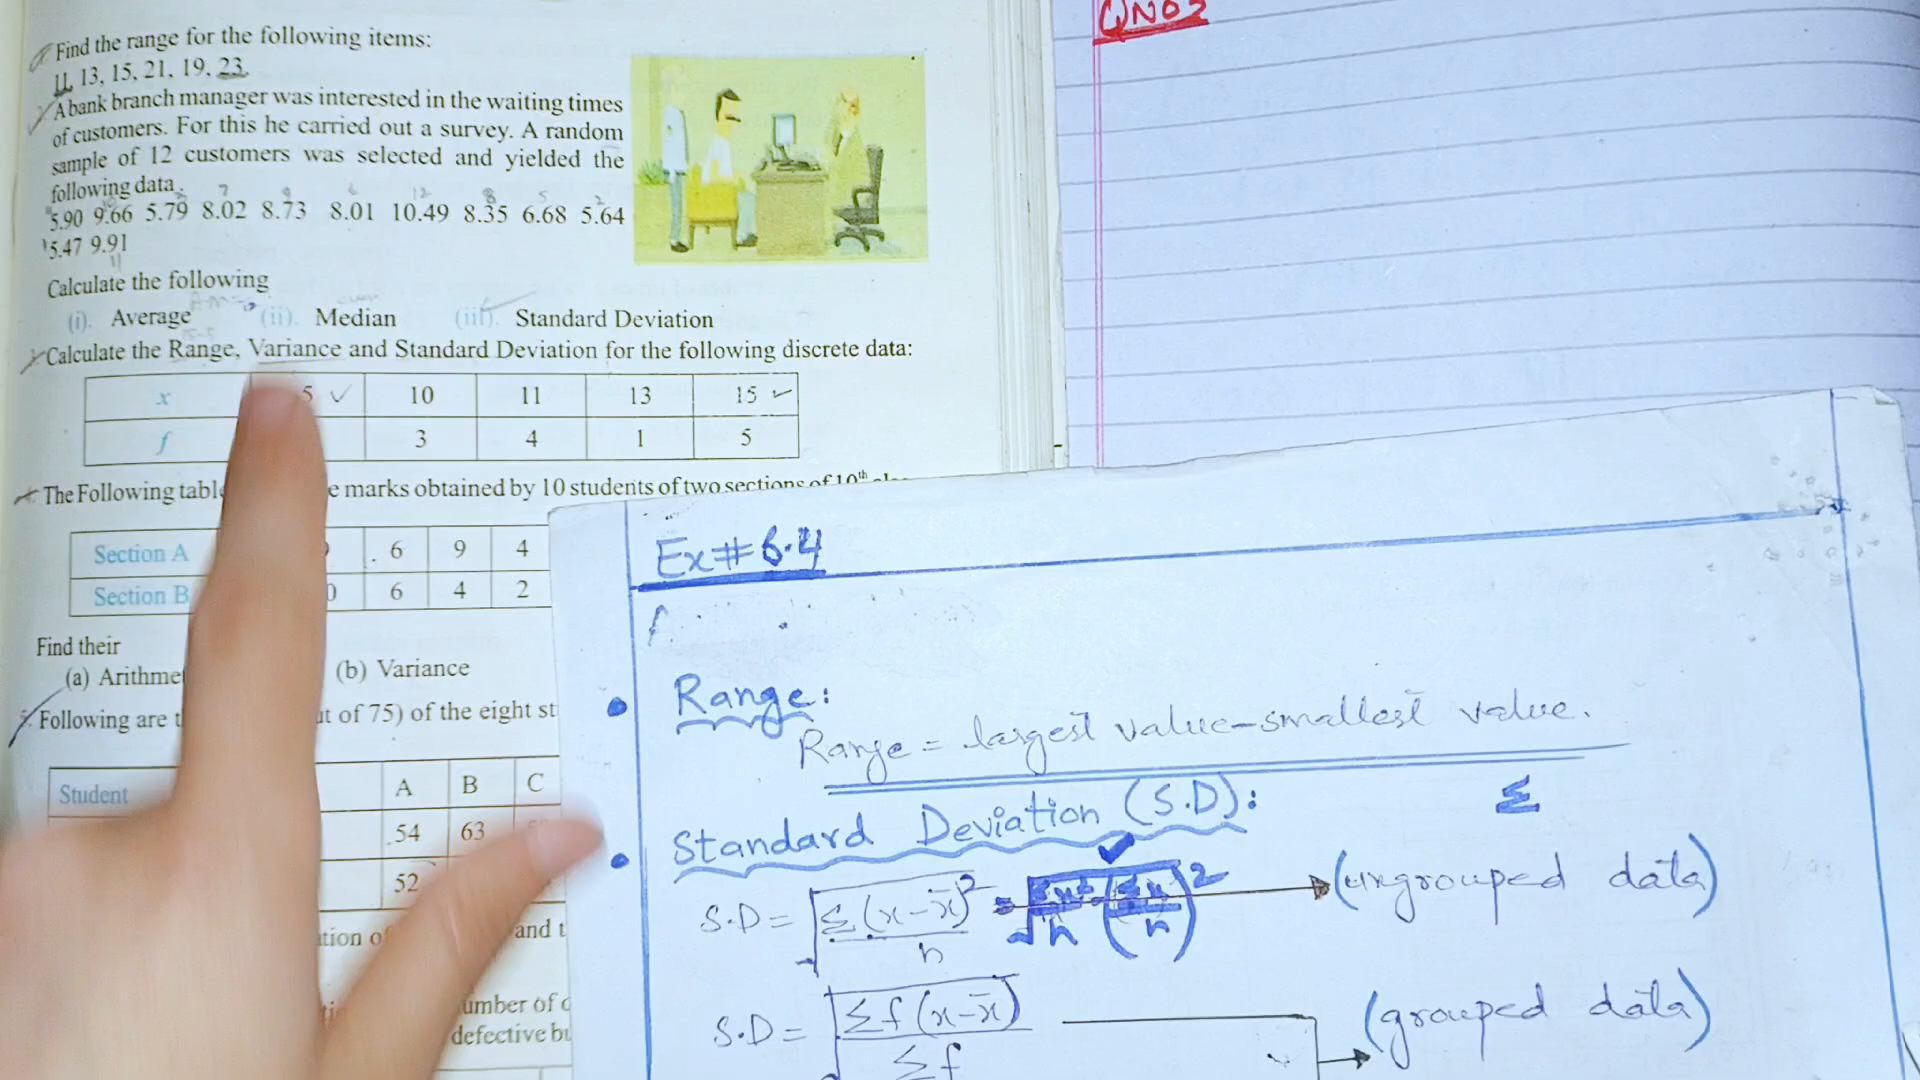 Find the range for the following items:
11, 13, 15, 21, 19, 23.
A bank branch manager was interested in the waiting times
of customers. For this he carried out a survey. A random
sample of 12 customers was selected and yielded the
following data
5.90 9.66 5.79 8.02 8.73 8.01 10.49 8.35 6.68 5.64
5.47 9.91
Calculate the following
(i). Average (ii). Median (iii). Standard Deviation
Calculate the Range, Variance and Standard Deviation for the following discrete data:
x 5 10 11 13 15
f 3 4 1 5
The Following marks obtained by 10 students of two sections of 10th
Section A 6 9 4
Section B 6 4 2
Find their
(a) (b) Variance
Following are of 75) of the eight
Student A B C
54 63
52
and
of
defective
QNO3
Ex#6.4
Range:
Range = largest value-smallest value.
Standard Deviation (S.D): Σ
S.D = √Σ(x-x̄)²/n = √Σx²/n-(Σx/n)² (ungrouped data)
S.D = √Σf(x-x̄)/Σf (grouped data)